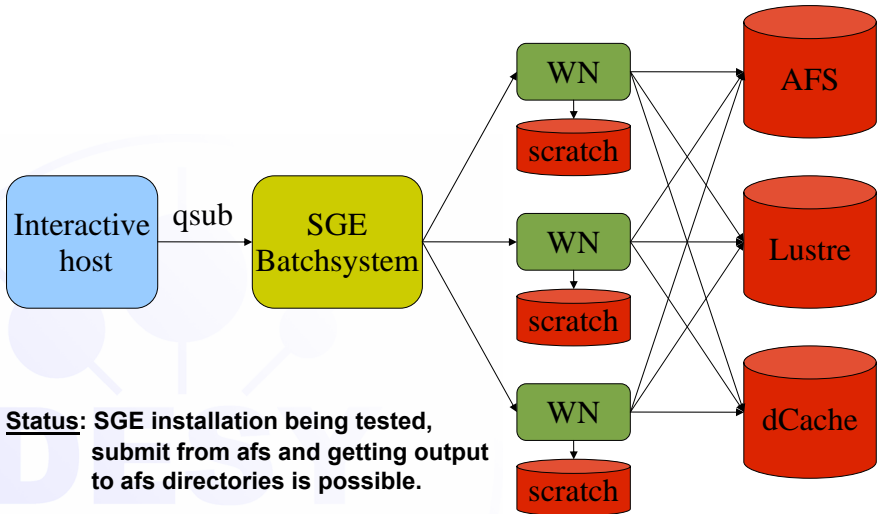 WN
AFS
scratch
Interactive
host
qsub
SGE
Batchsystem
WN
Lustre
scratch
WN
dCache
scratch
Status: SGE installation being tested,
submit from afs and getting output
to afs directories is possible.
DESY